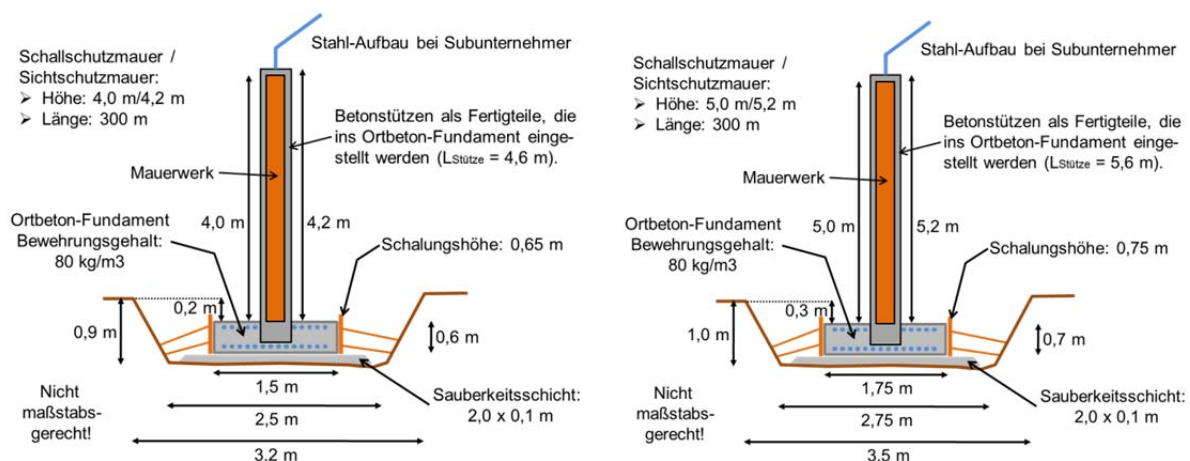 Stahl-Aufbau bei Subunternehmer
Schallschutzmauer /
Sichtschutzmauer:
➢ Höhe: 4,0 m/4,2 m
➢ Länge: 300 m
Betonstützen als Fertigteile, die
ins Ortbeton-Fundament einge-
stellt werden (LStütze = 4,6 m).
Mauerwerk
4,0 m
4,2 m
Ortbeton-Fundament
Bewehrungsgehalt:
80 kg/m3
Schalungshöhe: 0,65 m
0,2 m
0,9 m
0,6 m
1,5 m
Nicht
maßstabs-
gerecht!
2,5 m
Sauberkeitsschicht:
2,0 x 0,1 m
3,2 m
Stahl-Aufbau bei Subunternehmer
Schallschutzmauer /
Sichtschutzmauer:
➢ Höhe: 5,0 m/5,2 m
➢ Länge: 300 m
Betonstützen als Fertigteile, die
ins Ortbeton-Fundament einge-
stellt werden (LStütze = 5,6 m).
Mauerwerk
5,0 m
5,2 m
Ortbeton-Fundament
Bewehrungsgehalt:
80 kg/m3
Schalungshöhe: 0,75 m
0,3 m
1,0 m
0,7 m
1,75 m
Nicht
maßstabs-
gerecht!
2,75 m
Sauberkeitsschicht:
2,0 x 0,1 m
3,5 m